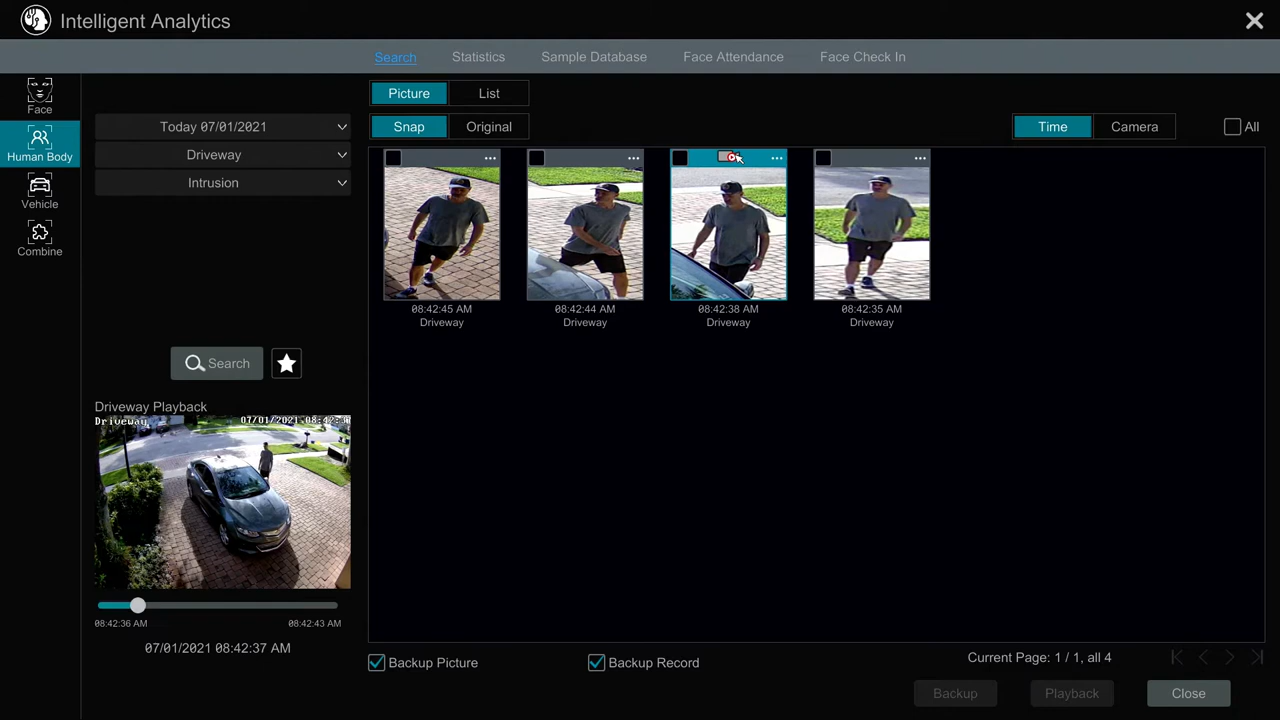 Intelligent Analytics
Search
Statistics
Sample Database
Face Attendance
Face Check In
Face
Human Body
Vehicle
Combine
Today 07/01/2021
Driveway
Intrusion
Search
Picture
List
Snap
Original
Time
Camera
All
08:42:45 AM
Driveway
08:42:44 AM
Driveway
08:42:38 AM
Driveway
08:42:35 AM
Driveway
Driveway Playback
Driveway
07/01/2021
08:42:36 AM
08:42:43 AM
07/01/2021 08:42:37 AM
Backup Picture
Backup Record
Current Page: 1 / 1, all 4
Backup
Playback
Close